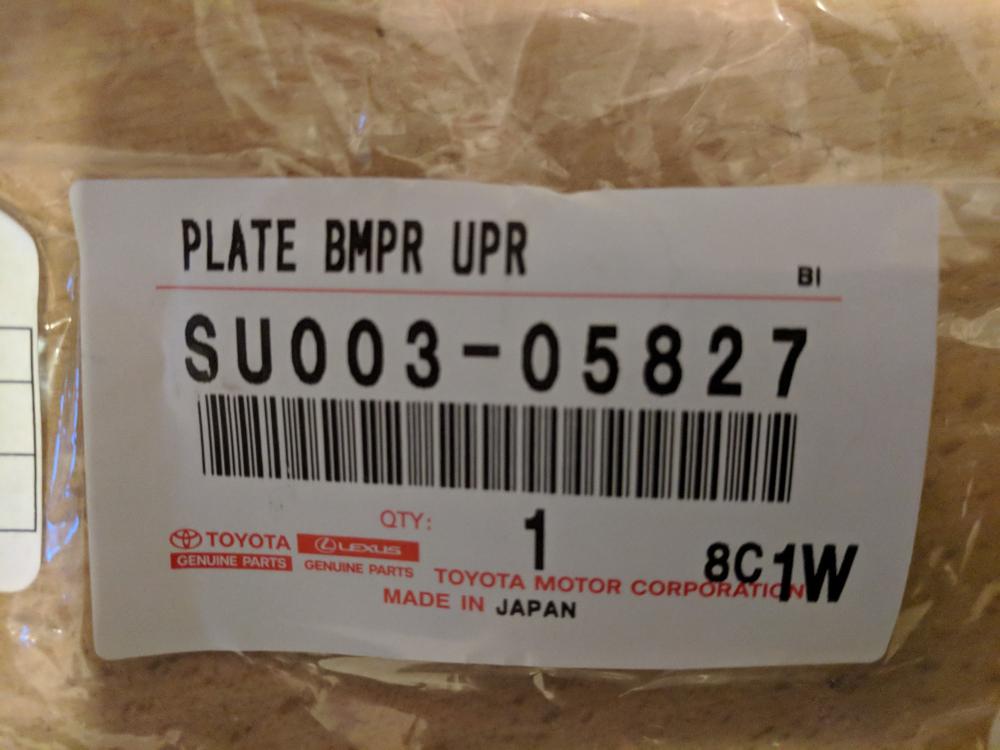 PLATE BMPR UPR
BI
SU003-05827
QTY: 1
TOYOTA LEXUS
GENUINE PARTS GENUINE PARTS
8C1W
TOYOTA MOTOR CORPORATION
MADE IN JAPAN